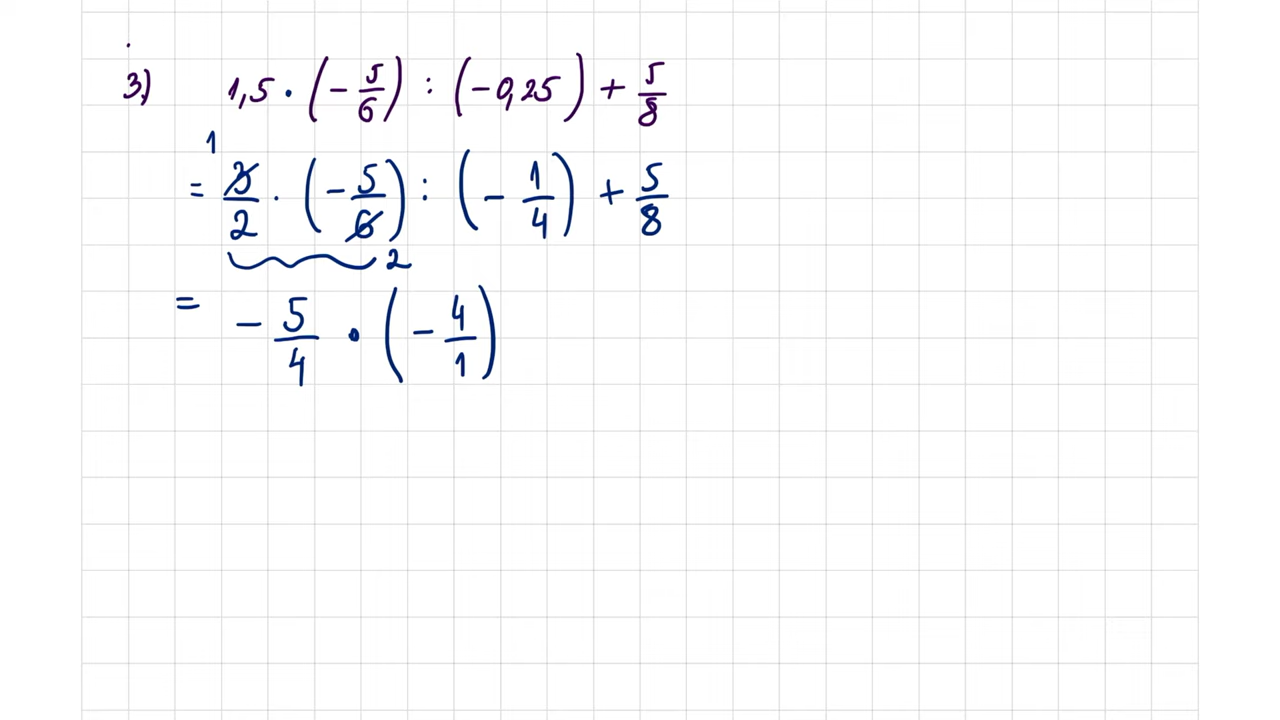 3) 1,5 · (- 5/6) : (-0,25) + 5/8
= 3/2 · (- 5/6) : (- 1/4) + 5/8
1
2
= - 5/4 · (- 4/1)